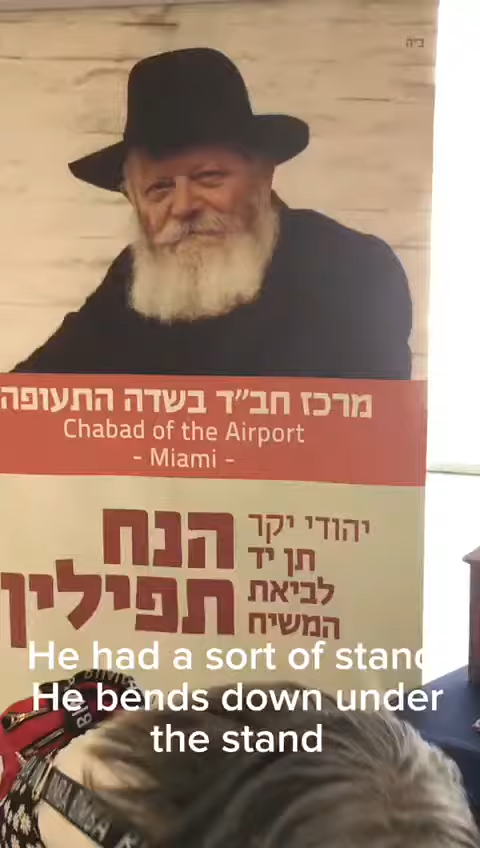 ב"ה
מרכז חב"ד בשדה התעופה
Chabad of the Airport
- Miami -
יהודי יקר
תן יד
לביאת
המשיח
הנח
תפילין
He had a sort of stand
He bends down under
the stand